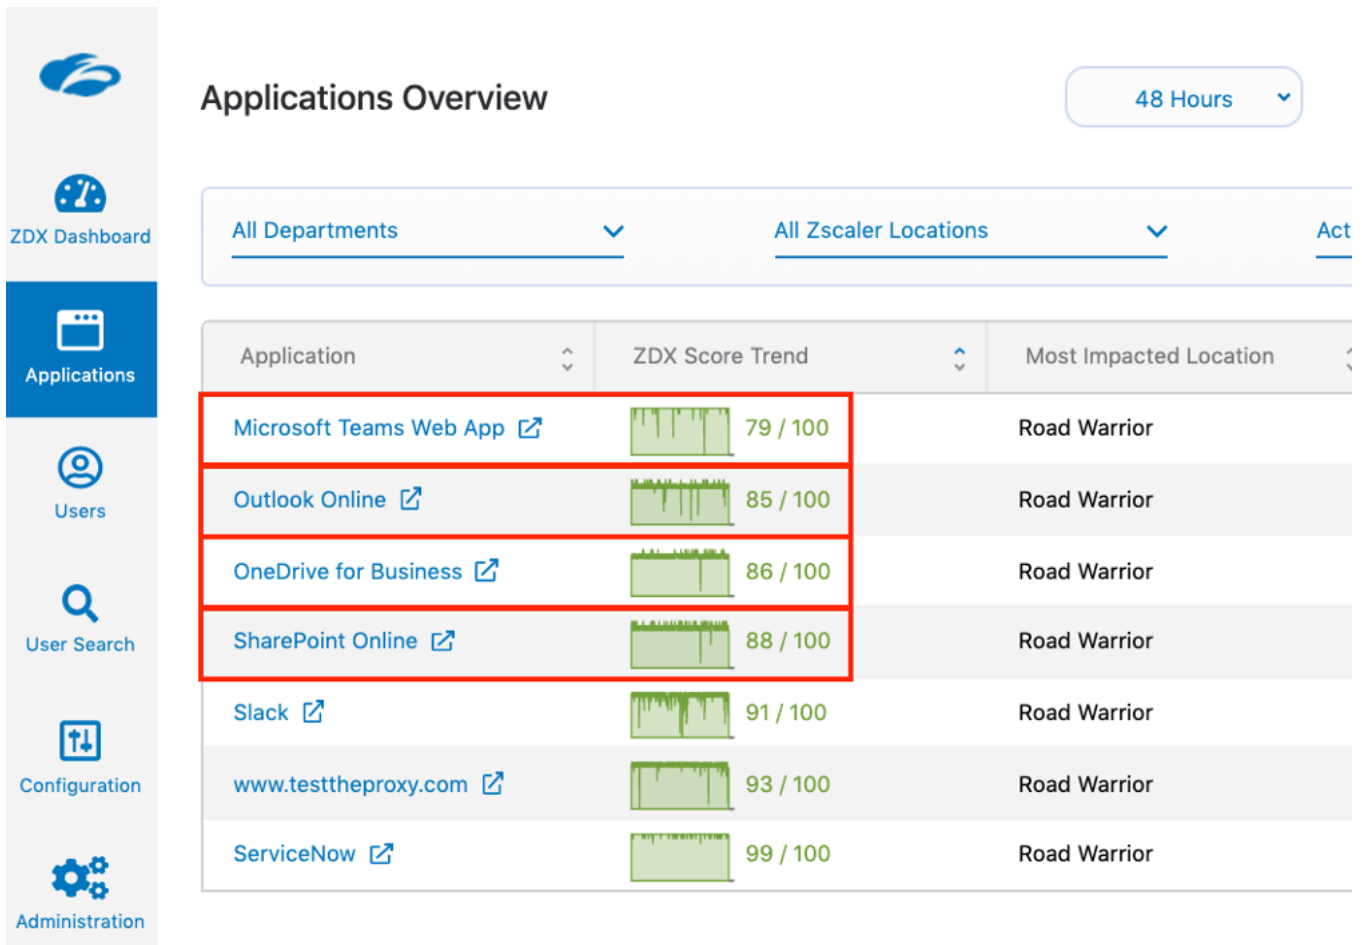 Applications Overview
48 Hours
ZDX Dashboard
All Departments
All Zscaler Locations
Act
Applications
Application
ZDX Score Trend
Most Impacted Location
Microsoft Teams Web App
79 / 100
Road Warrior
Outlook Online
85 / 100
Road Warrior
Users
OneDrive for Business
86 / 100
Road Warrior
User Search
SharePoint Online
88 / 100
Road Warrior
Slack
91 / 100
Road Warrior
Configuration
www.testtheproxy.com
93 / 100
Road Warrior
ServiceNow
99 / 100
Road Warrior
Administration